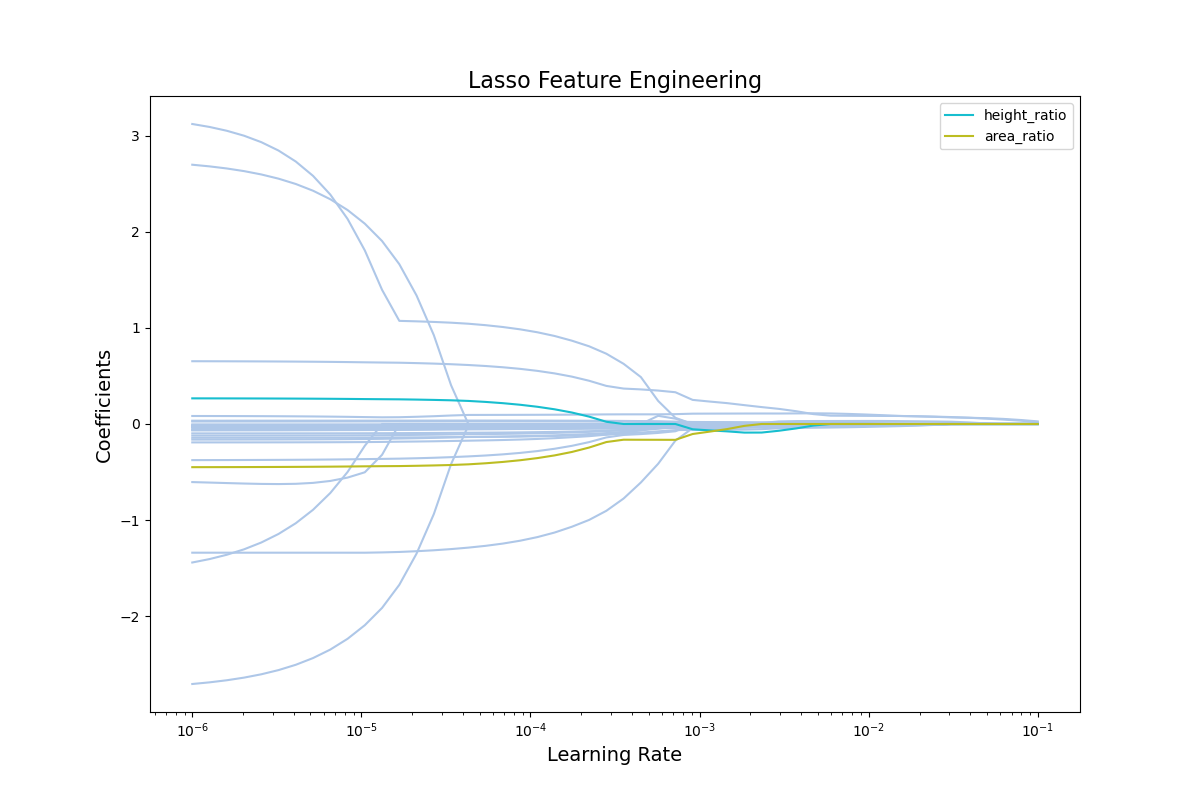 Lasso Feature Engineering
height_ratio
area_ratio
Coefficients
3
2
1
0
−1
−2
10⁻⁶
10⁻⁵
10⁻⁴
10⁻³
10⁻²
10⁻¹
Learning Rate